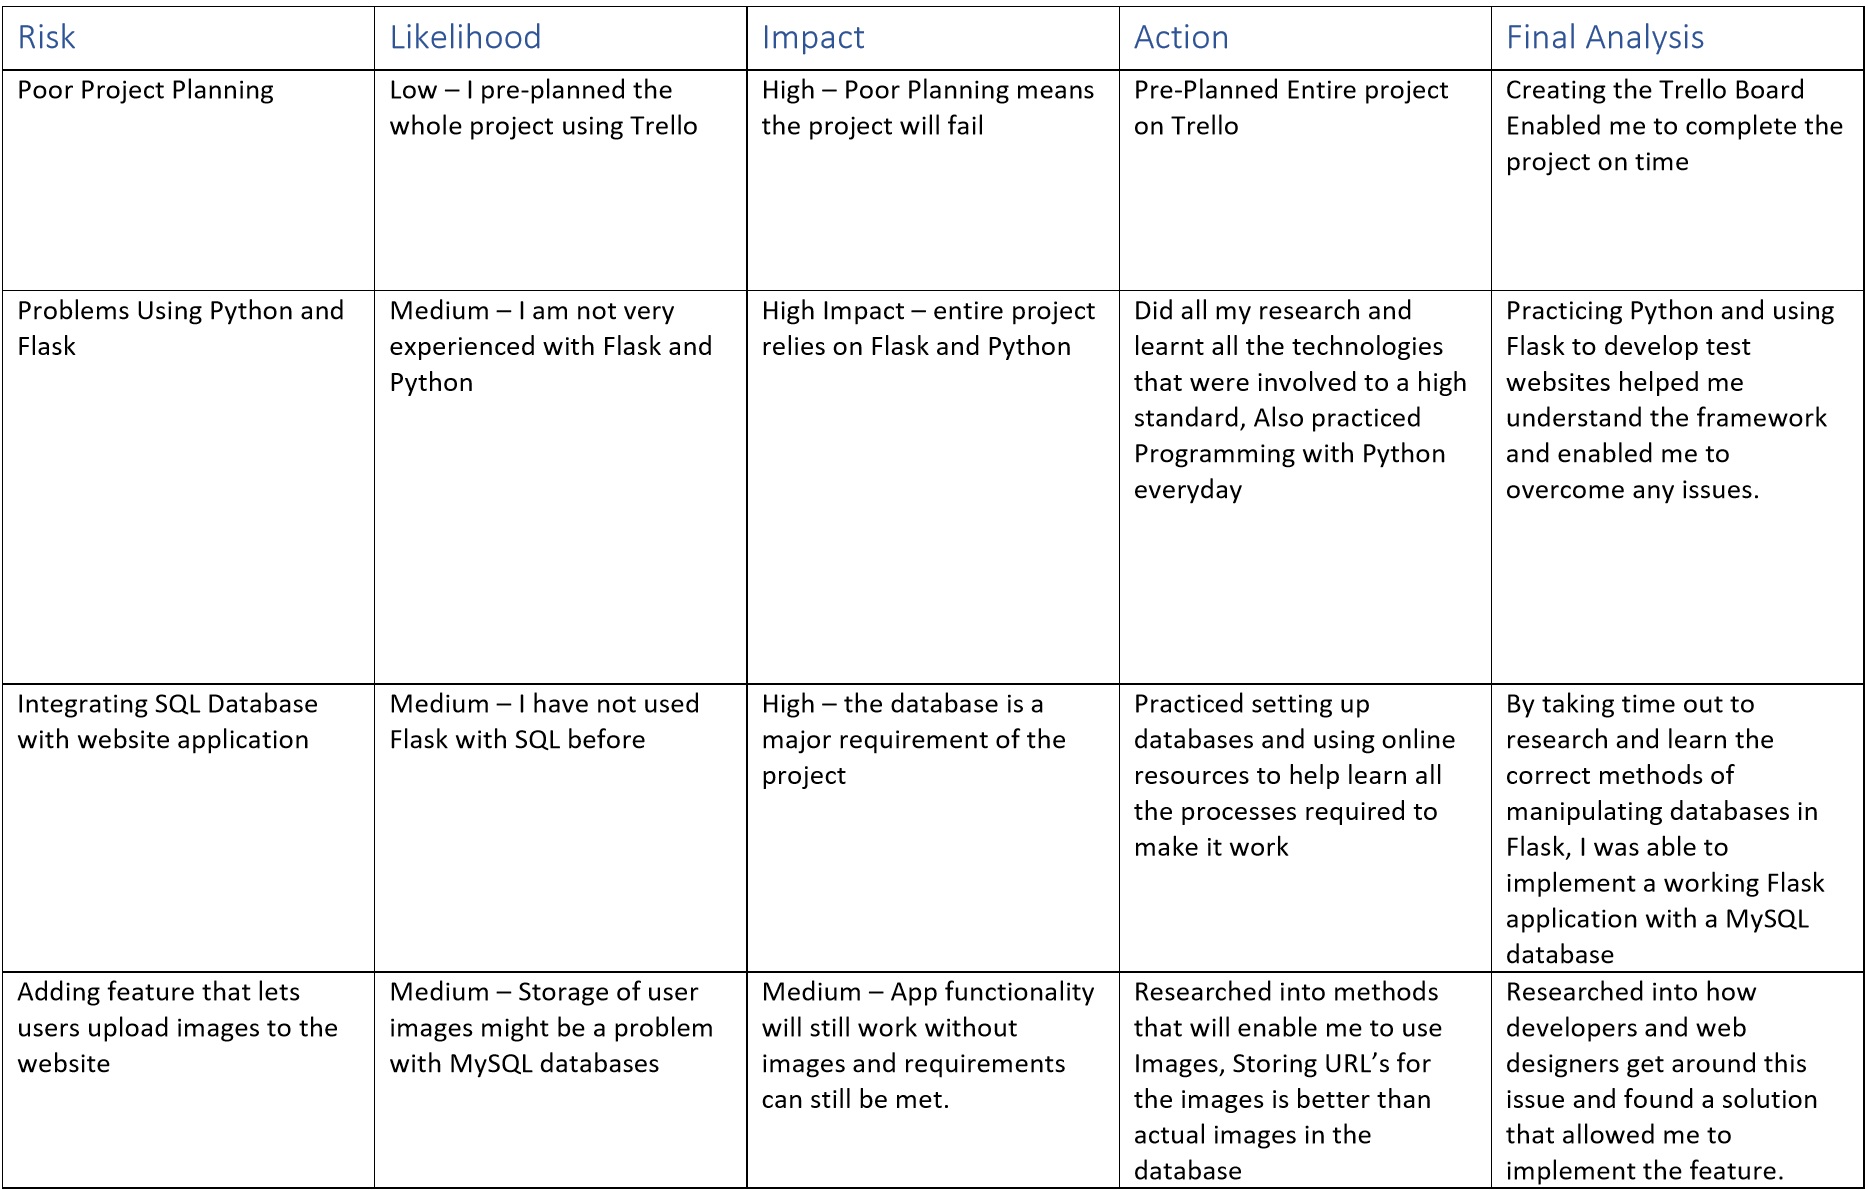 Risk
Likelihood
Impact
Action
Final Analysis
Poor Project Planning
Low – I pre-planned the
whole project using Trello
High – Poor Planning means
the project will fail
Pre-Planned Entire project
on Trello
Creating the Trello Board
Enabled me to complete the
project on time
Problems Using Python and
Flask
Medium – I am not very
experienced with Flask and
Python
High Impact – entire project
relies on Flask and Python
Did all my research and
learnt all the technologies
that were involved to a high
standard, Also practiced
Programming with Python
everyday
Practicing Python and using
Flask to develop test
websites helped me
understand the framework
and enabled me to
overcome any issues.
Integrating SQL Database
with website application
Medium – I have not used
Flask with SQL before
High – the database is a
major requirement of the
project
Practiced setting up
databases and using online
resources to help learn all
the processes required to
make it work
By taking time out to
research and learn the
correct methods of
manipulating databases in
Flask, I was able to
implement a working Flask
application with a MySQL
database
Adding feature that lets
users upload images to the
website
Medium – Storage of user
images might be a problem
with MySQL databases
Medium – App functionality
will still work without
images and requirements
can still be met.
Researched into methods
that will enable me to use
Images, Storing URL’s for
the images is better than
actual images in the
database
Researched into how
developers and web
designers get around this
issue and found a solution
that allowed me to
implement the feature.